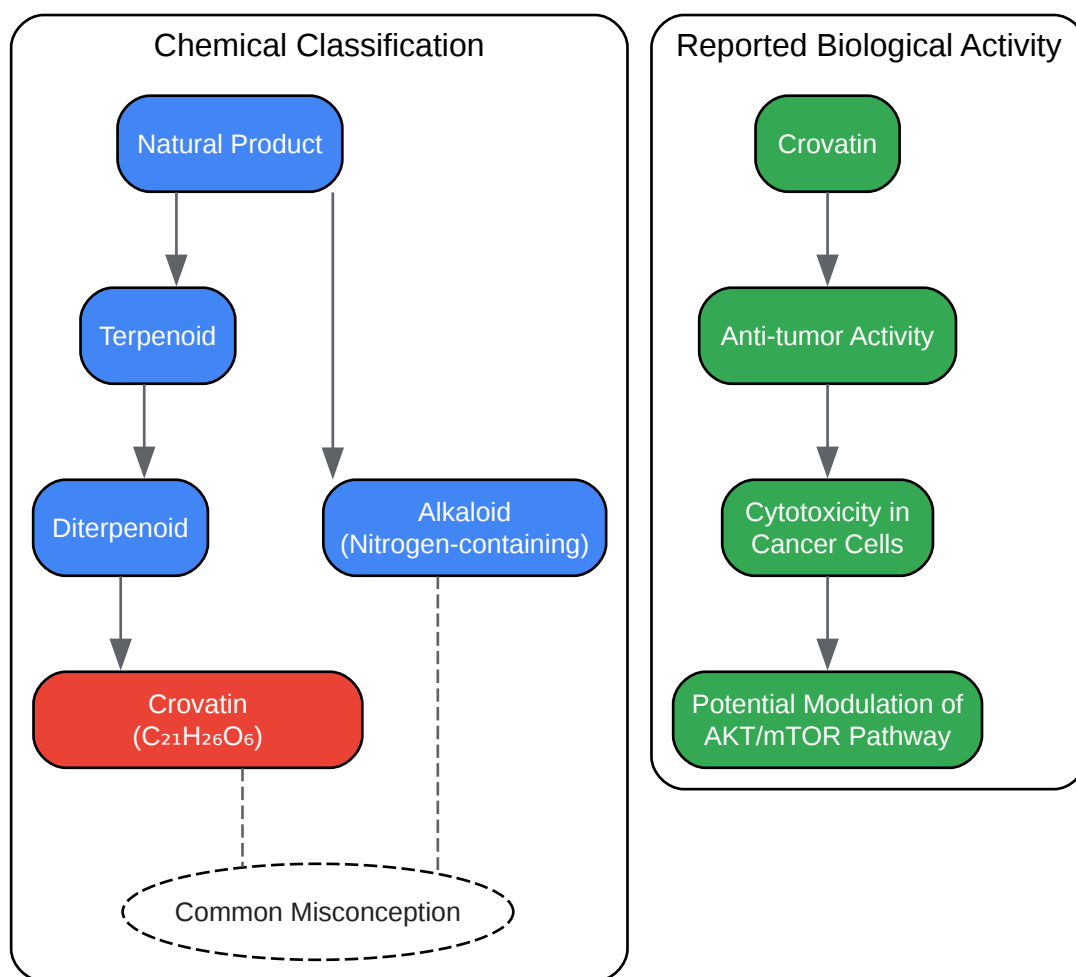 Chemical Classification
Natural Product
Terpenoid
Diterpenoid
Alkaloid
(Nitrogen-containing)
Crovatin
(C₂₁H₂₆O₆)
Common Misconception
Reported Biological Activity
Crovatin
Anti-tumor Activity
Cytotoxicity in
Cancer Cells
Potential Modulation of
AKT/mTOR Pathway